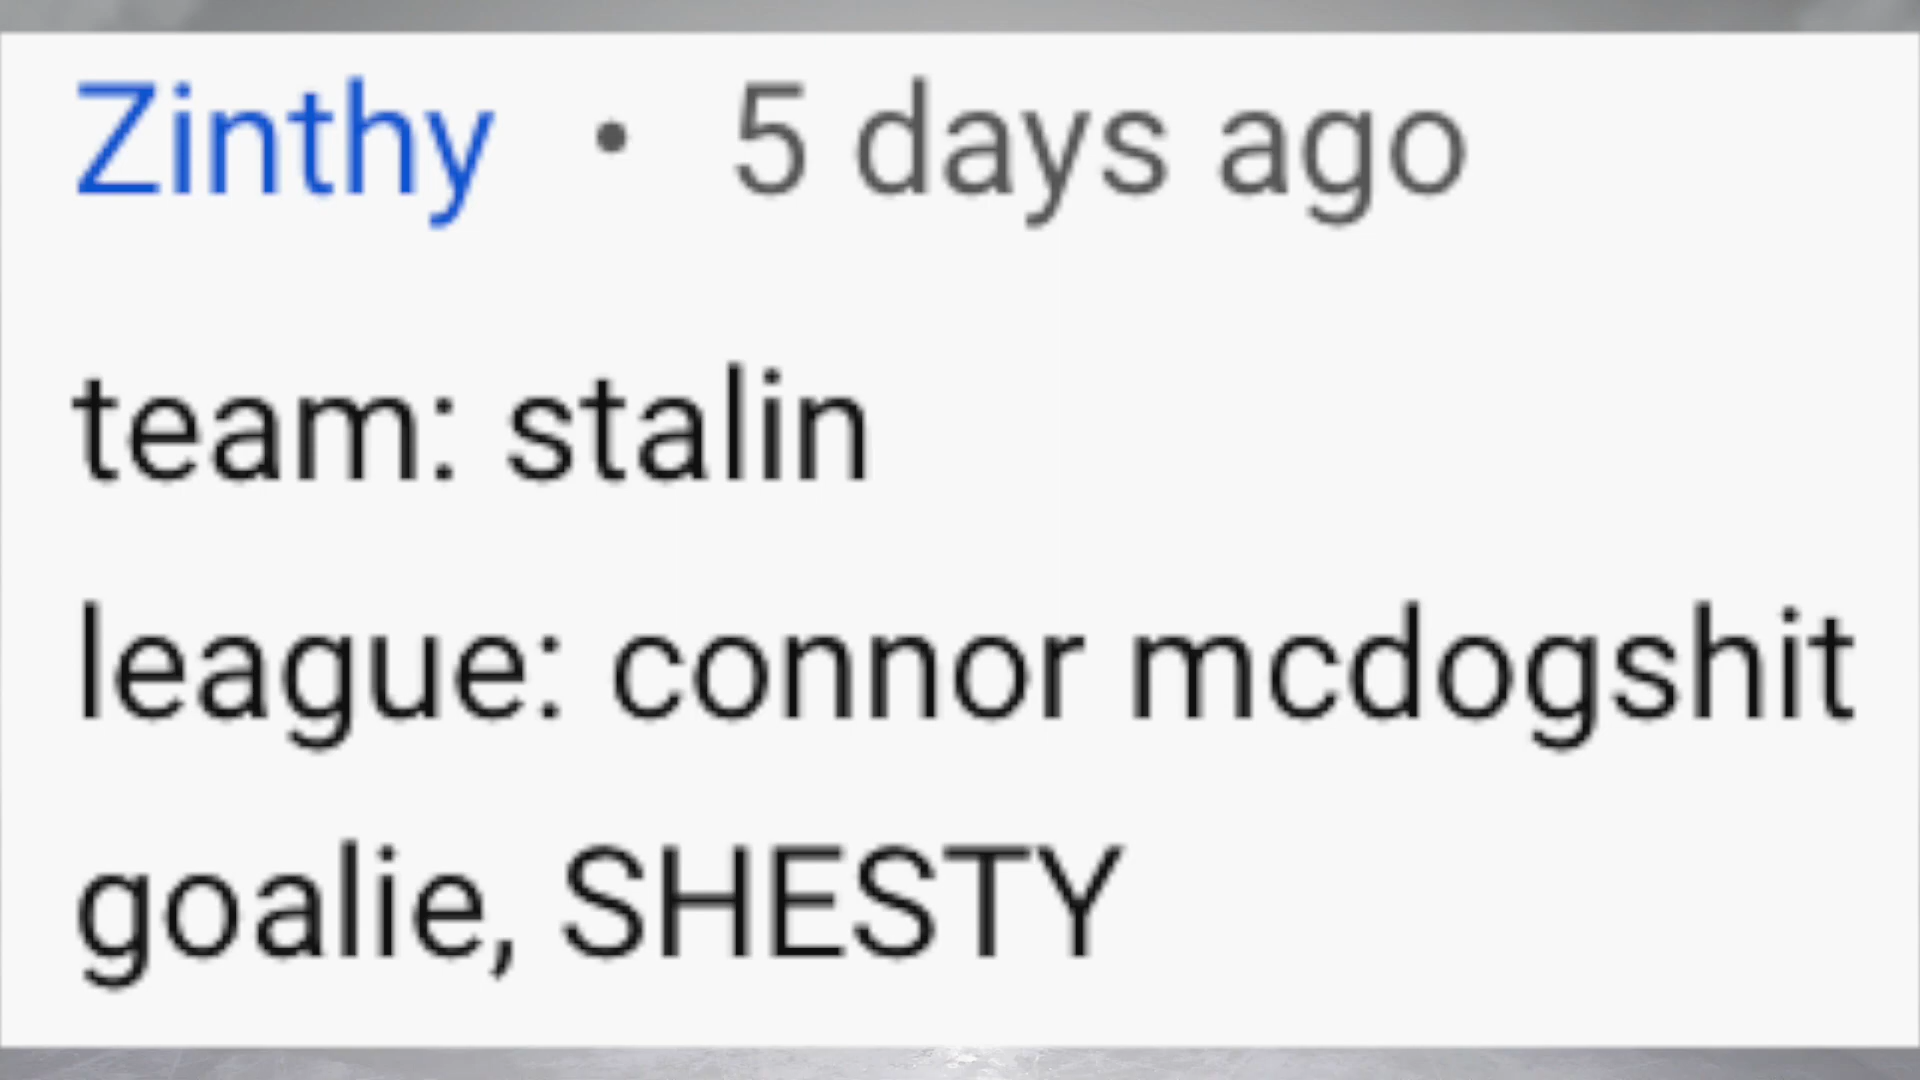 Zinthy • 5 days ago
team: stalin
league: connor mcdogshit
goalie, SHESTY